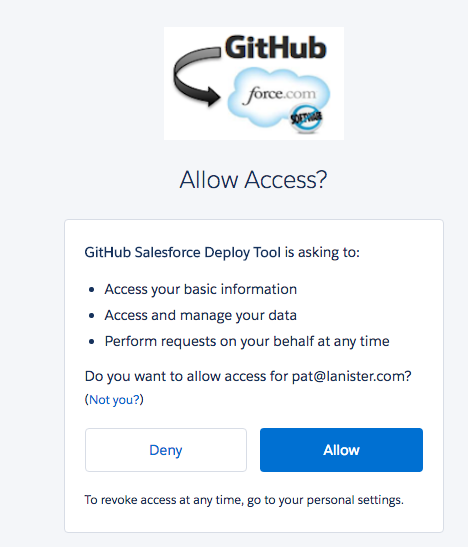 GitHub
force.com
SOFTWARE
Allow Access?
GitHub Salesforce Deploy Tool is asking to:
• Access your basic information
• Access and manage your data
• Perform requests on your behalf at any time
Do you want to allow access for pat@lanister.com?
(Not you?)
Deny
Allow
To revoke access at any time, go to your personal settings.